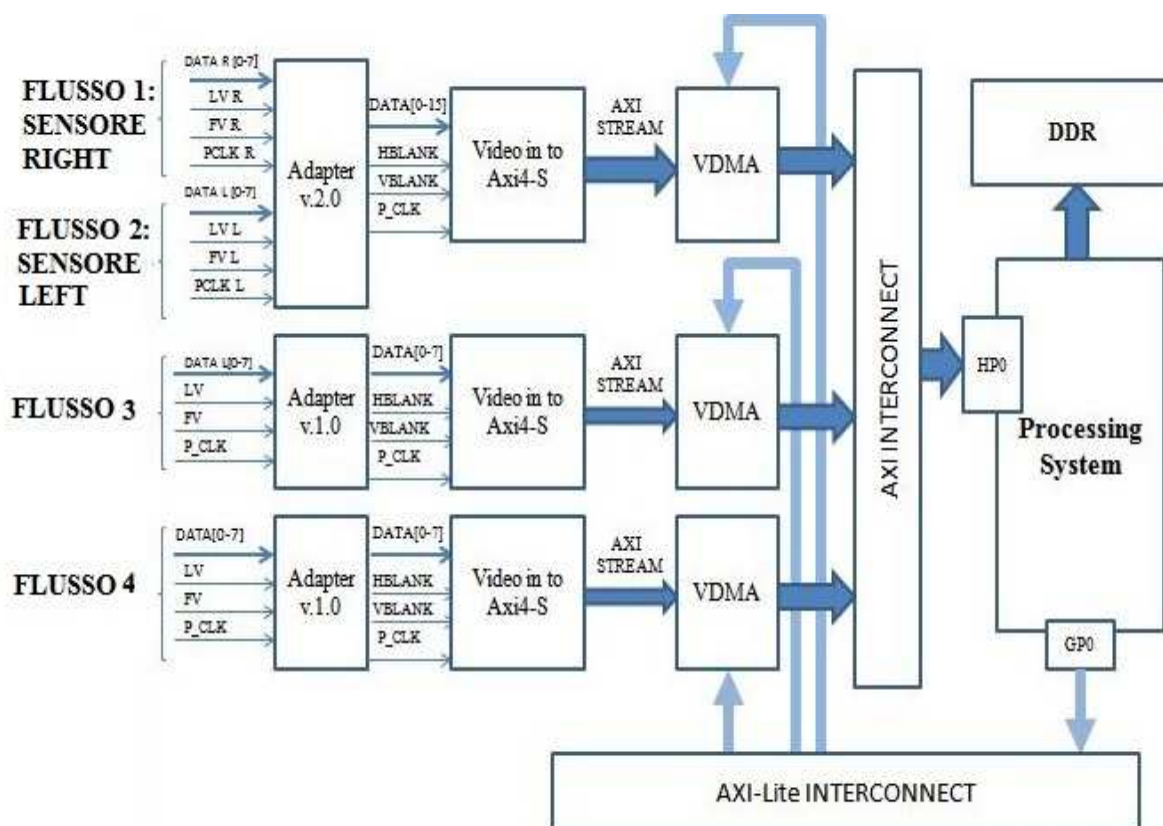 FLUSSO 1:
SENSORE
RIGHT
DATA R [0-7]
LV R
FV R
PCLK R
FLUSSO 2:
SENSORE
LEFT
DATA L [0-7]
LV L
FV L
PCLK L
Adapter
v.2.0
DATA[0-15]
HBLANK
VBLANK
P_CLK
Video in to
Axi4-S
AXI
STREAM
VDMA
FLUSSO 3
DATA L[0-7]
LV
FV
P_CLK
Adapter
v.1.0
DATA[0-7]
HBLANK
VBLANK
P_CLK
Video in to
Axi4-S
AXI
STREAM
VDMA
FLUSSO 4
DATA[0-7]
LV
FV
P_CLK
Adapter
v.1.0
DATA[0-7]
HBLANK
VBLANK
P_CLK
Video in to
Axi4-S
AXI
STREAM
VDMA
AXI INTERCONNECT
DDR
HP0
Processing
System
GP0
AXI-Lite INTERCONNECT